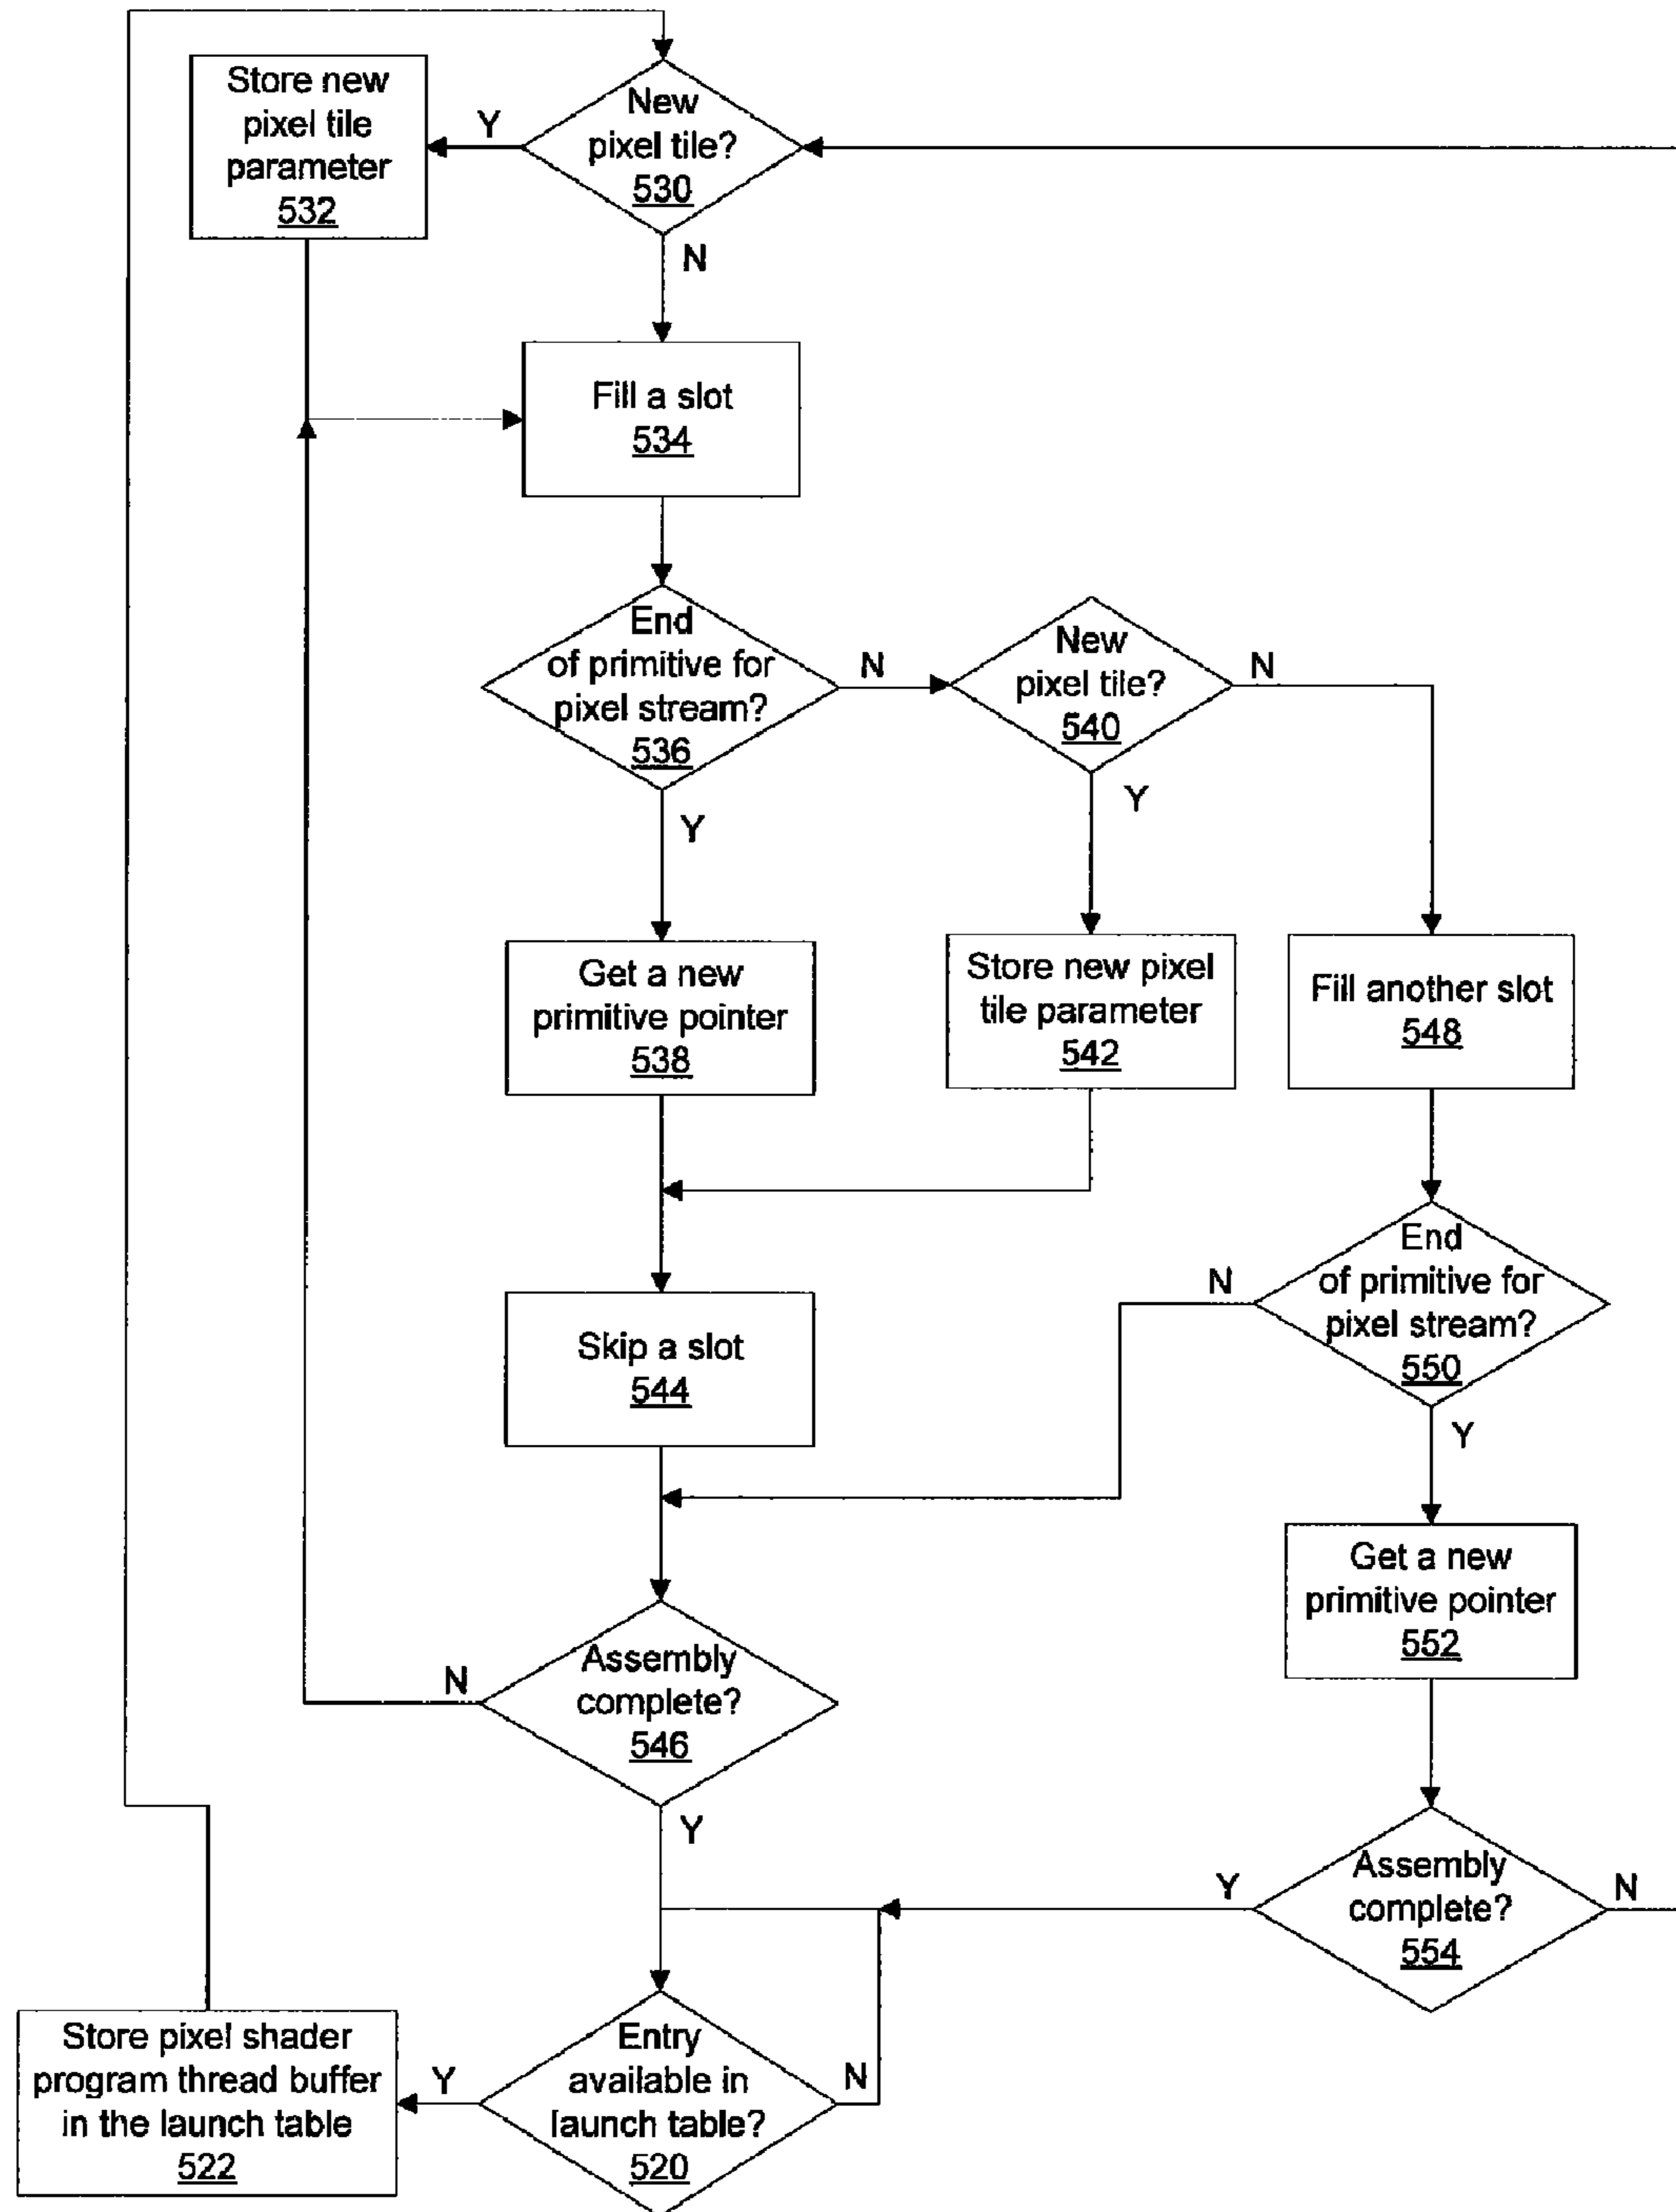 Store new
pixel tile
parameter
532
New
pixel tile?
530
Y
N
Fill a slot
534
End
of primitive for
pixel stream?
536
N
Y
New
pixel tile?
540
N
Y
Get a new
primitive pointer
538
Store new pixel
tile parameter
542
Fill another slot
548
Skip a slot
544
End
of primitive for
pixel stream?
550
N
Y
Get a new
primitive pointer
552
Assembly
complete?
546
N
Y
Assembly
complete?
554
Y
N
Store pixel shader
program thread buffer
in the launch table
522
Y
Entry
available in
launch table?
520
N